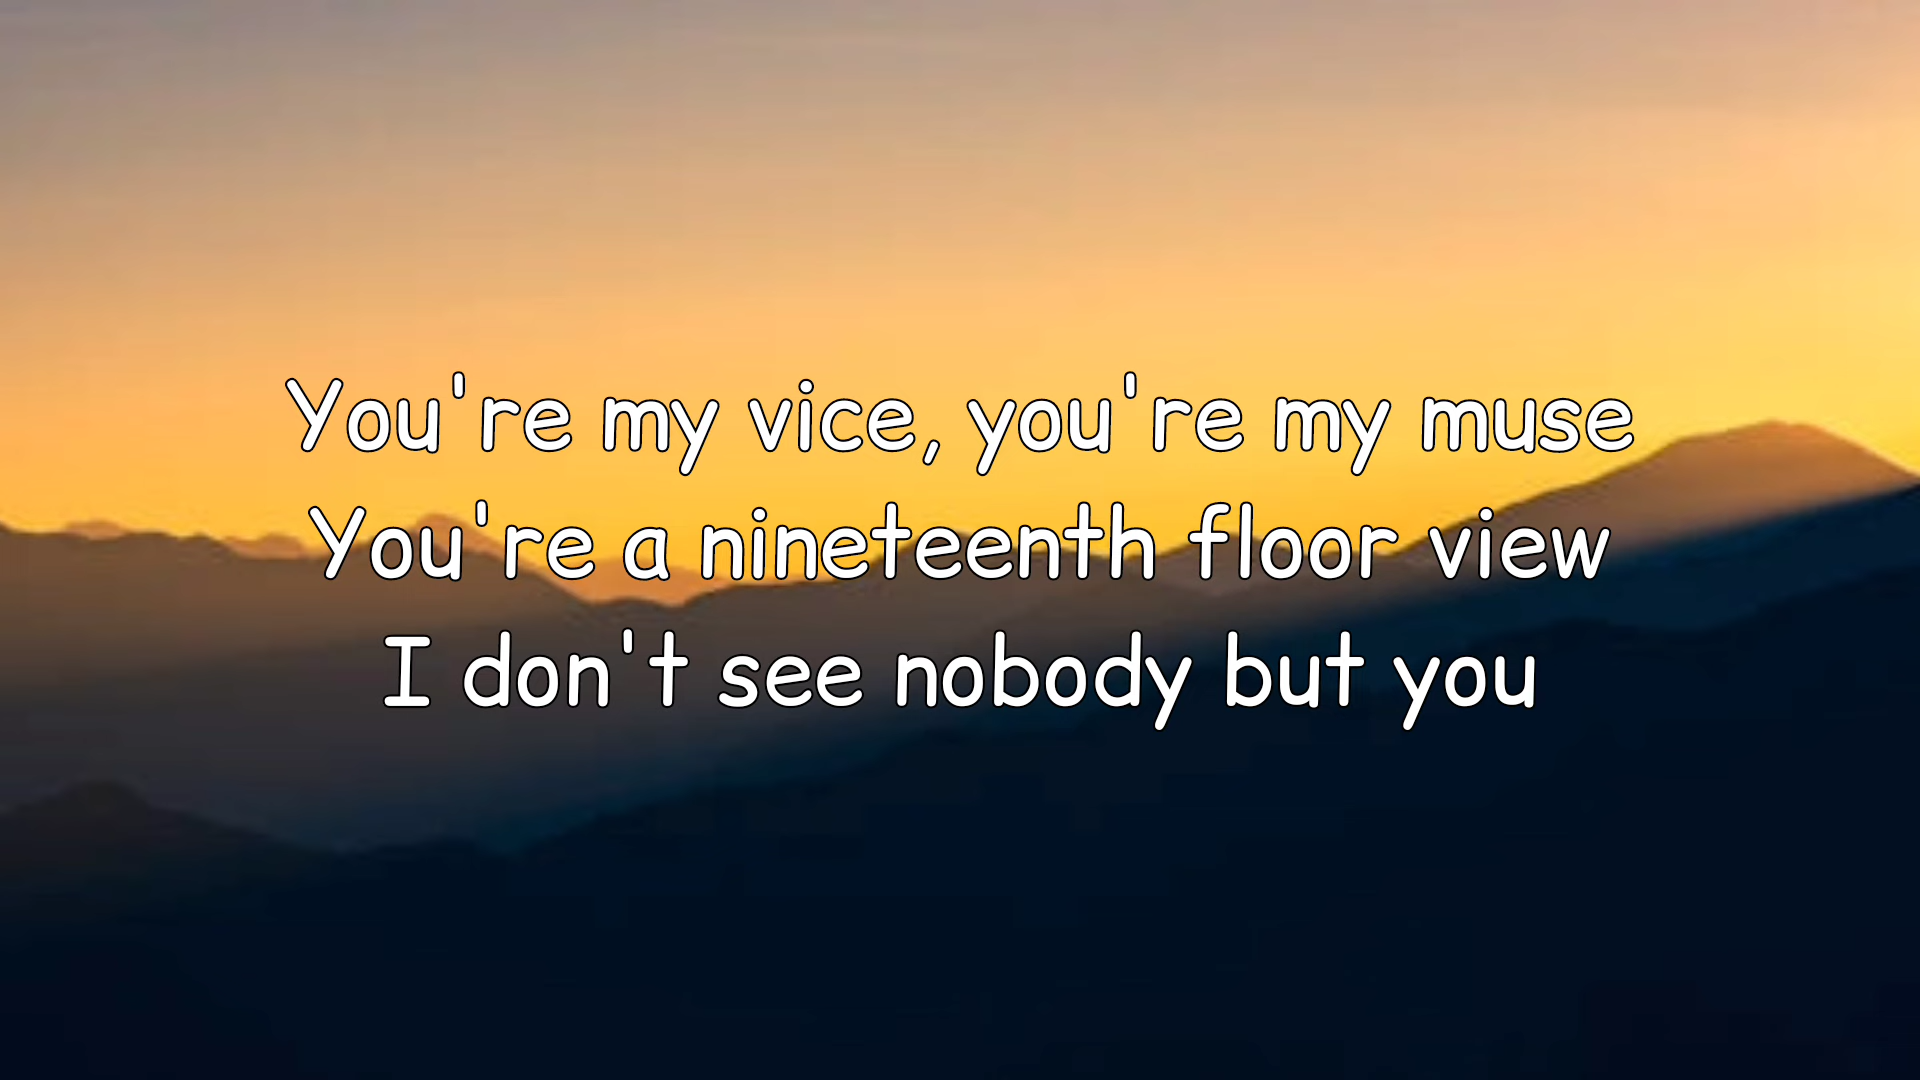 You're my vice, you're my muse
You're a nineteenth floor view
I don't see nobody but you